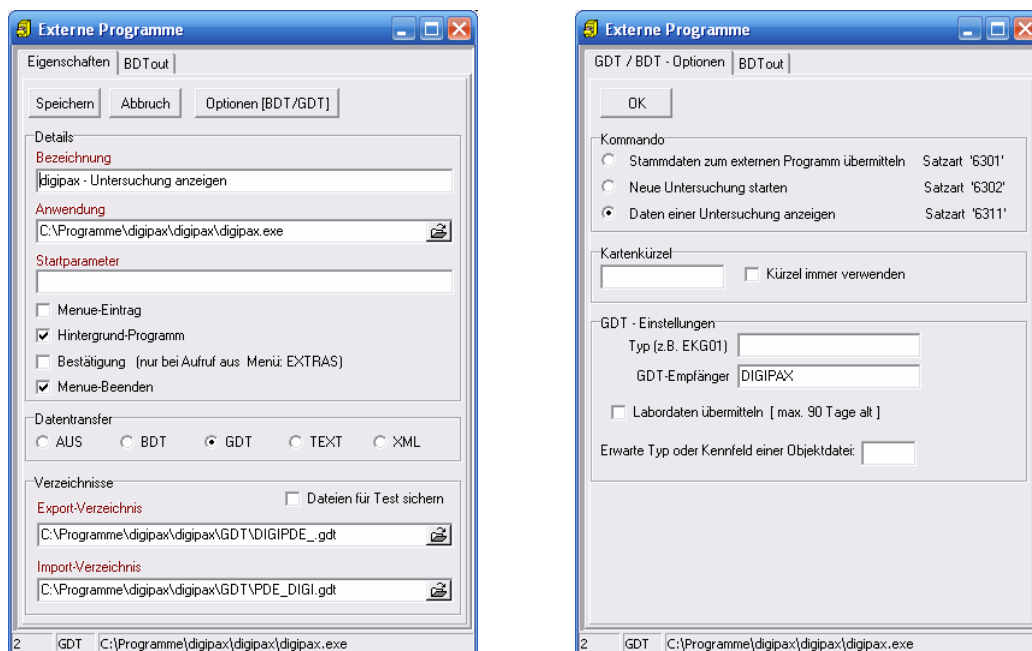 Externe Programme
Eigenschaften BDTout
Speichern Abbruch Optionen [BDT/GDT]
Details
Bezeichnung
digipax - Untersuchung anzeigen
Anwendung
C:\Programme\digipax\digipax\digipax.exe
Startparameter
Menue-Eintrag
Hintergrund-Programm
Bestätigung (nur bei Aufruf aus Menü: EXTRAS)
Menue-Beenden
Datentransfer
AUS BDT GDT TEXT XML
Verzeichnisse
Dateien für Test sichern
Export-Verzeichnis
C:\Programme\digipax\digipax\GDT\DIGIPDE_.gdt
Import-Verzeichnis
C:\Programme\digipax\digipax\GDT\PDE_DIGI.gdt
2 GDT C:\Programme\digipax\digipax\digipax.exe
Externe Programme
GDT / BDT - Optionen BDTout
OK
Kommando
Stammdaten zum externen Programm übermitteln Satzart '6301'
Neue Untersuchung starten Satzart '6302'
Daten einer Untersuchung anzeigen Satzart '6311'
Kartenkürzel
Kürzel immer verwenden
GDT - Einstellungen
Typ (z.B. EKG01)
GDT-Empfänger DIGIPAX
Labordaten übermitteln [ max. 90 Tage alt ]
Erwarte Typ oder Kennfeld einer Objektdatei:
2 GDT C:\Programme\digipax\digipax\digipax.exe